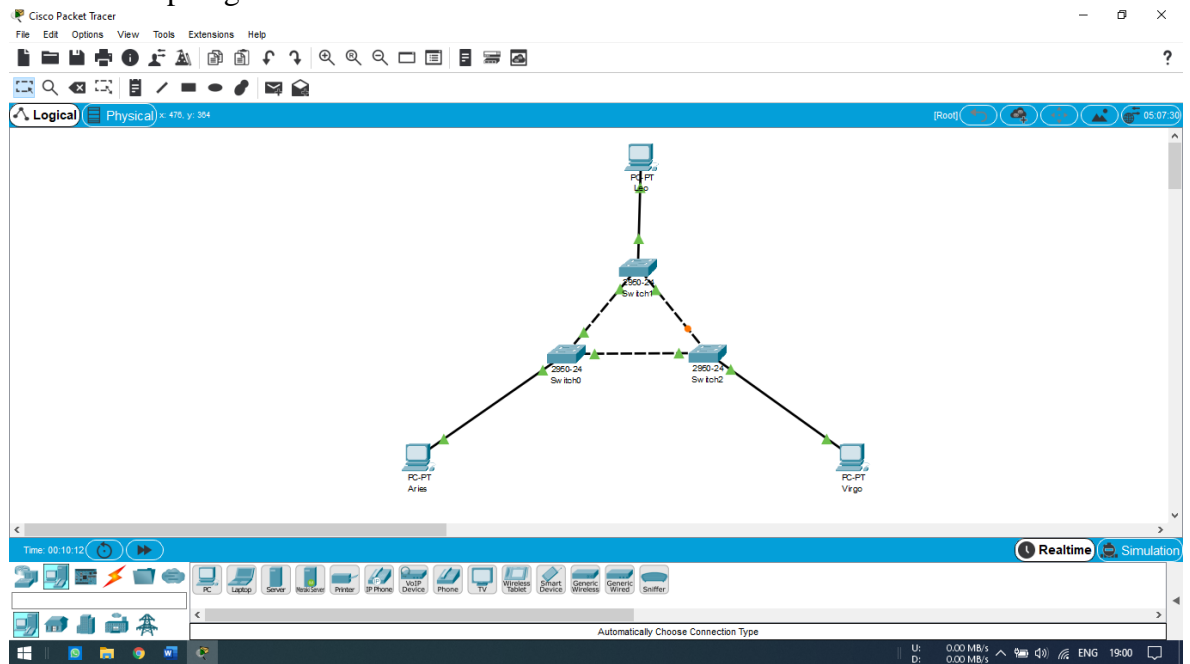 Cisco Packet Tracer
File Edit Options View Tools Extensions Help
?
Logical Physical x: 476, y: 364 [Root] 05:07:30
PC-PT
Leo
2950-24
Switch1
2950-24
Switch0
2950-24
Switch2
PC-PT
Aries
PC-PT
Virgo
Time: 00:10:12 Realtime Simulation
PC Laptop Server Meraki Server Printer IP Phone VoIP Device Phone TV Wireless Tablet Smart Device Generic Wireless Generic Wired Sniffer
Automatically Choose Connection Type
U: 0.00 MB/s
D: 0.00 MB/s
ENG 19:00